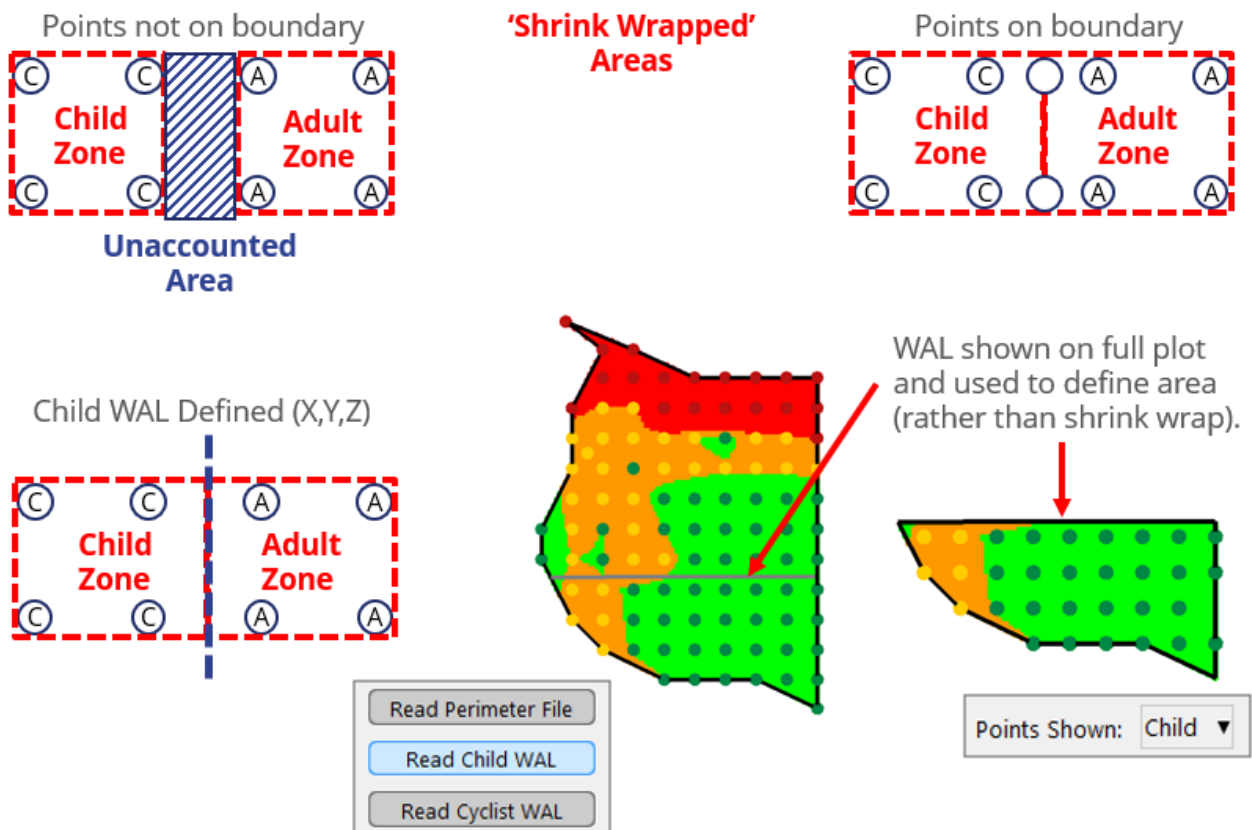 Points not on boundary
C C A A
Child
Zone
Adult
Zone
C C A A
Unaccounted
Area
‘Shrink Wrapped’
Areas
Points on boundary
C C A A
Child
Zone
Adult
Zone
C C A A
Child WAL Defined (X,Y,Z)
C C A A
Child
Zone
Adult
Zone
C C A A
WAL shown on full plot
and used to define area
(rather than shrink wrap).
Read Perimeter File
Read Child WAL
Read Cyclist WAL
Points Shown: Child ▼